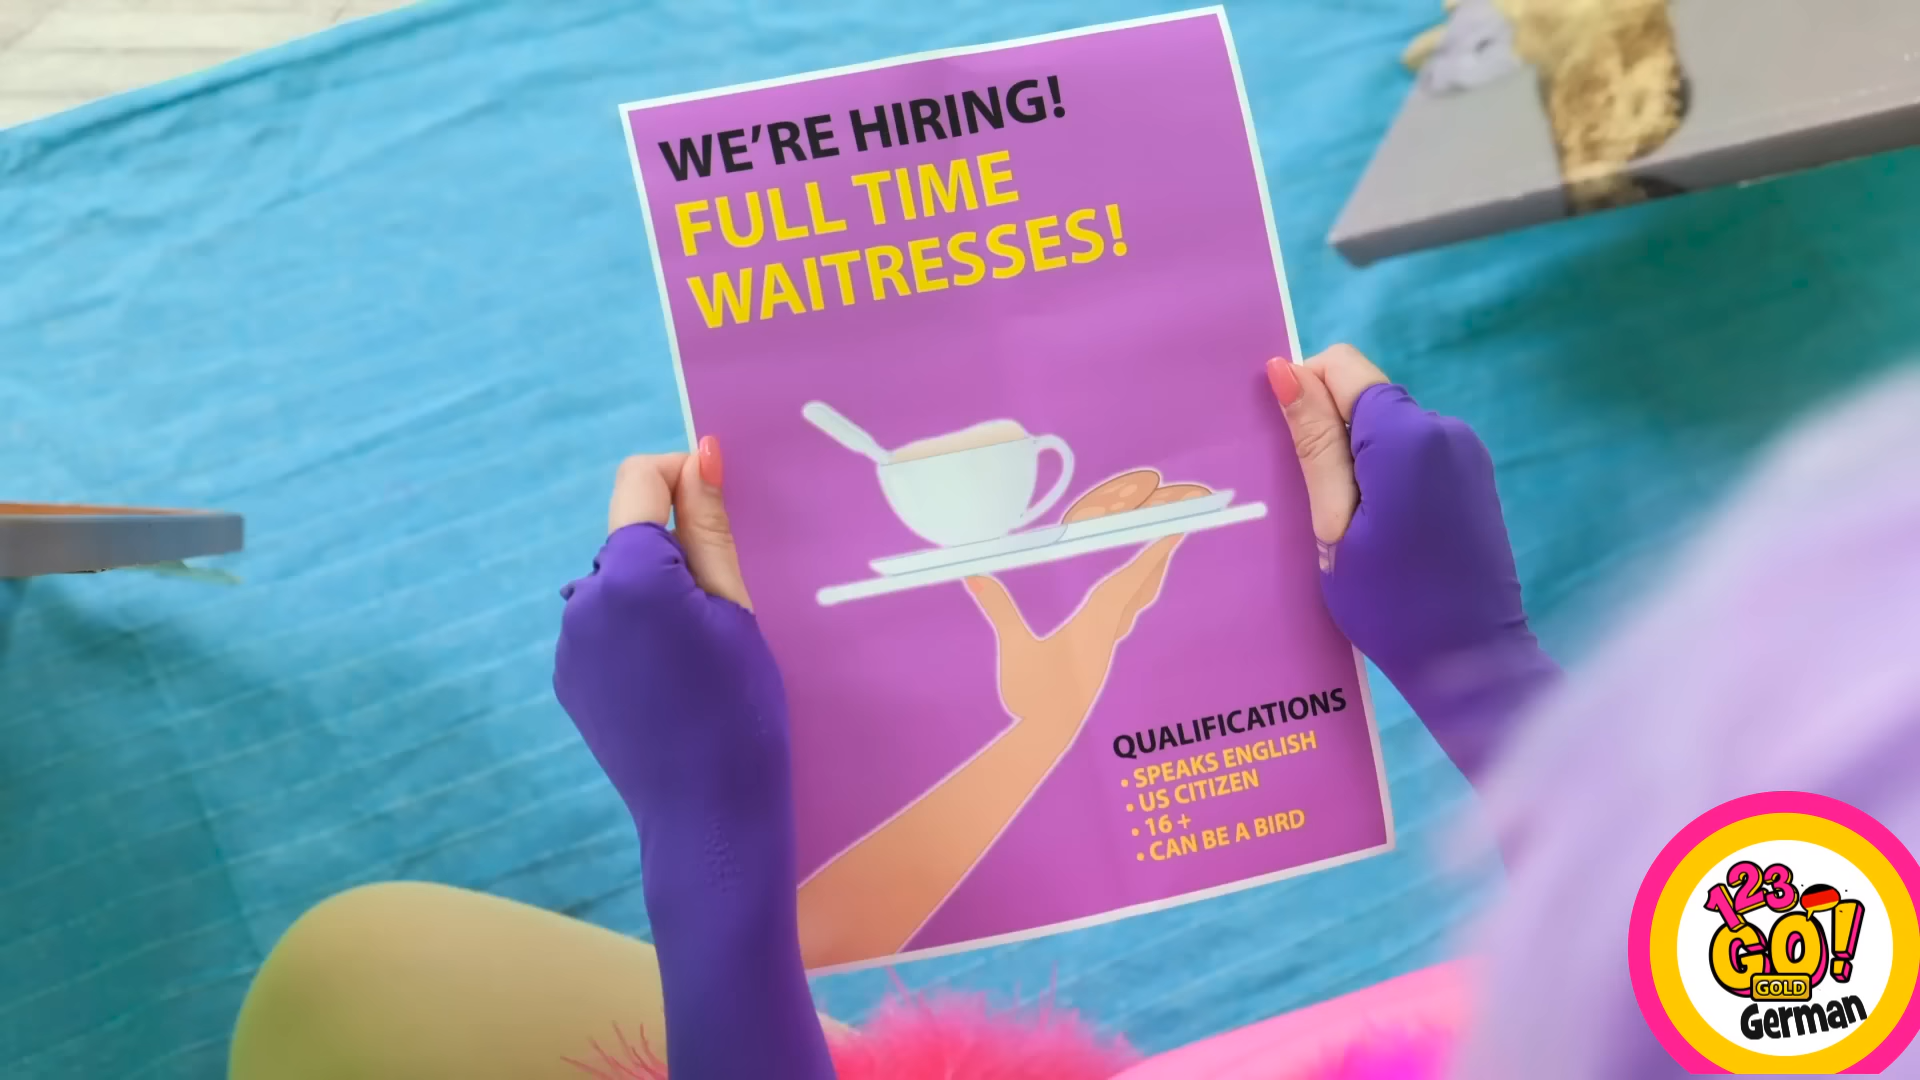 WE'RE HIRING!
FULL TIME
WAITRESSES!
QUALIFICATIONS
• SPEAKS ENGLISH
• US CITIZEN
• 16 +
• CAN BE A BIRD
123
GO!
GOLD
German